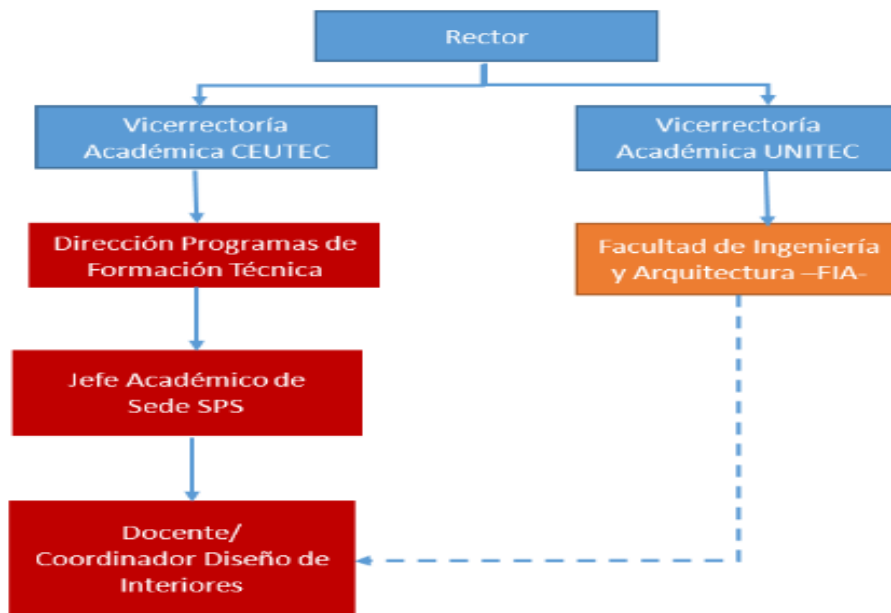 Rector
Vicerrectoría
Académica CEUTEC
Vicerrectoría
Académica UNITEC
Dirección Programas de
Formación Técnica
Facultad de Ingeniería
y Arquitectura –FIA-
Jefe Académico de
Sede SPS
Docente/
Coordinador Diseño de
Interiores